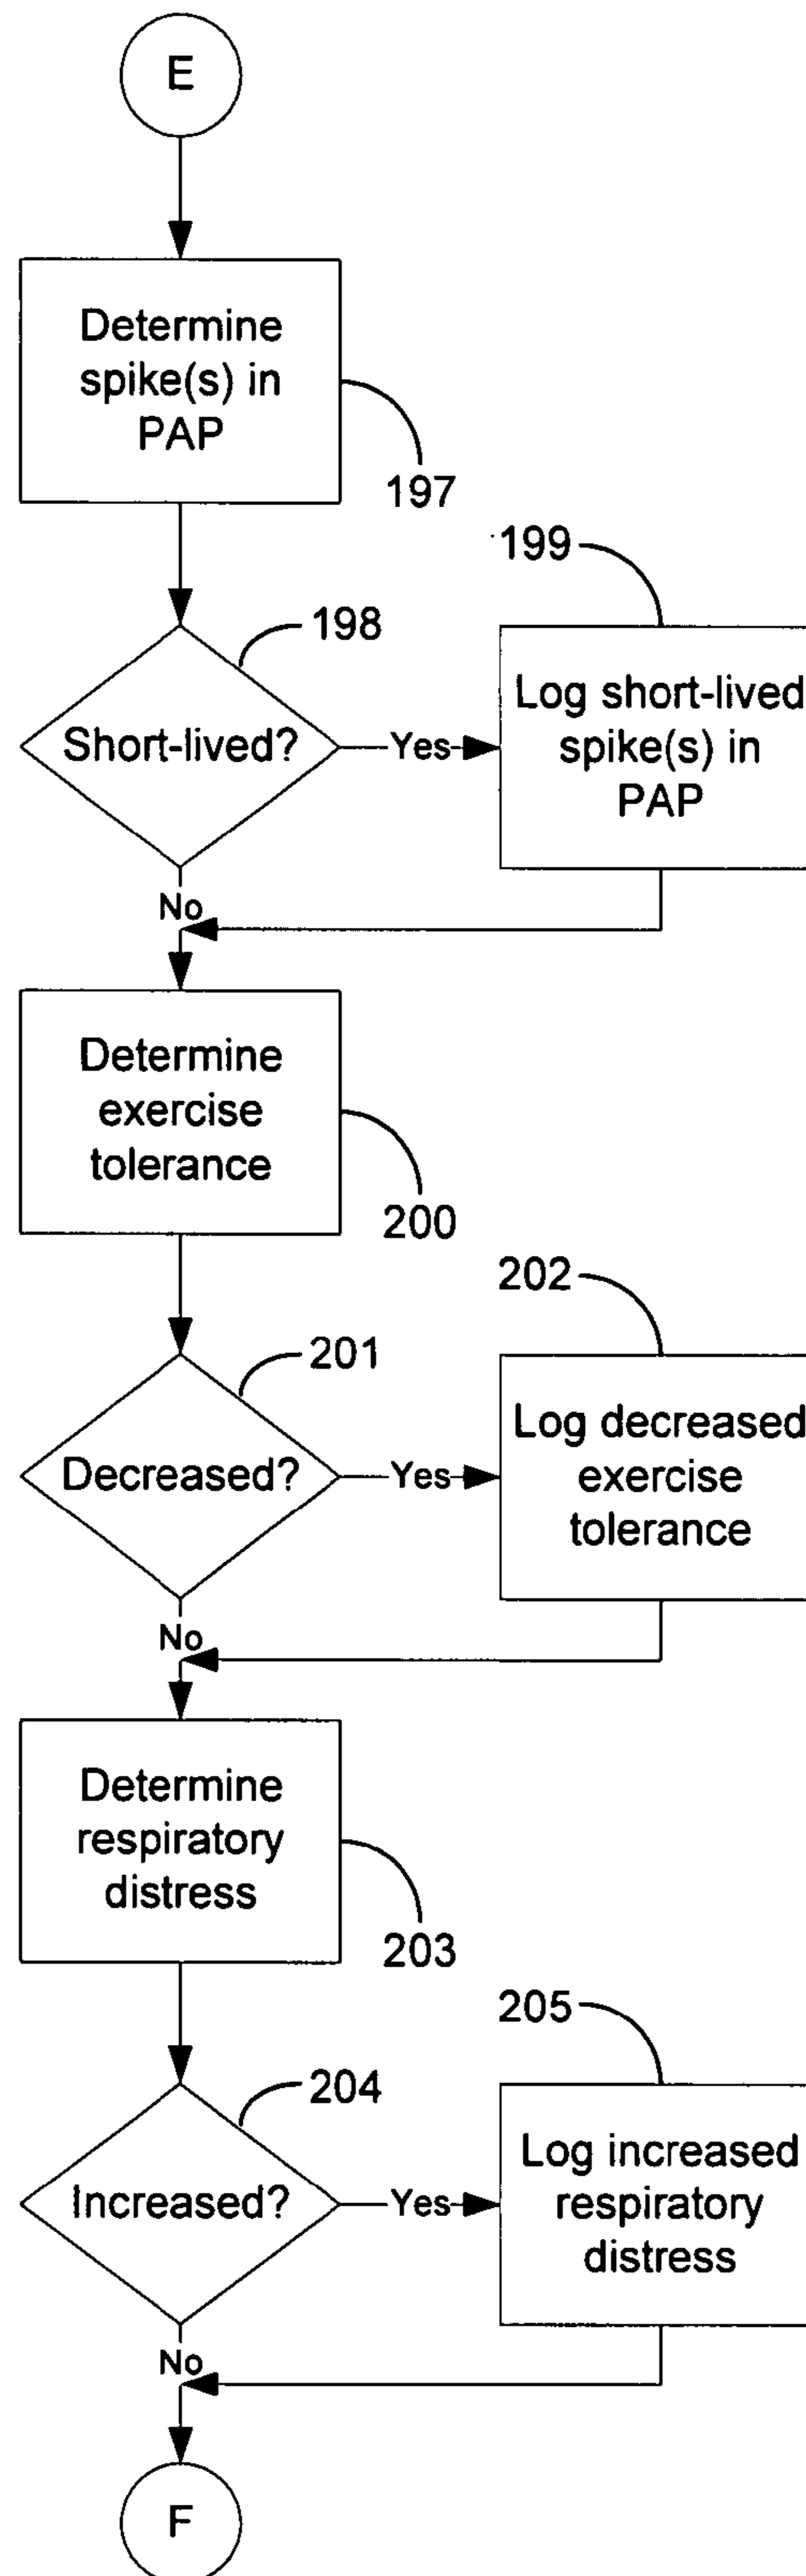 E
Determine
spike(s) in
PAP
197
198
199
Short-lived?
Yes
Log short-lived
spike(s) in
PAP
No
Determine
exercise
tolerance
200
201
202
Decreased?
Yes
Log decreased
exercise
tolerance
No
Determine
respiratory
distress
203
204
205
Increased?
Yes
Log increased
respiratory
distress
No
F